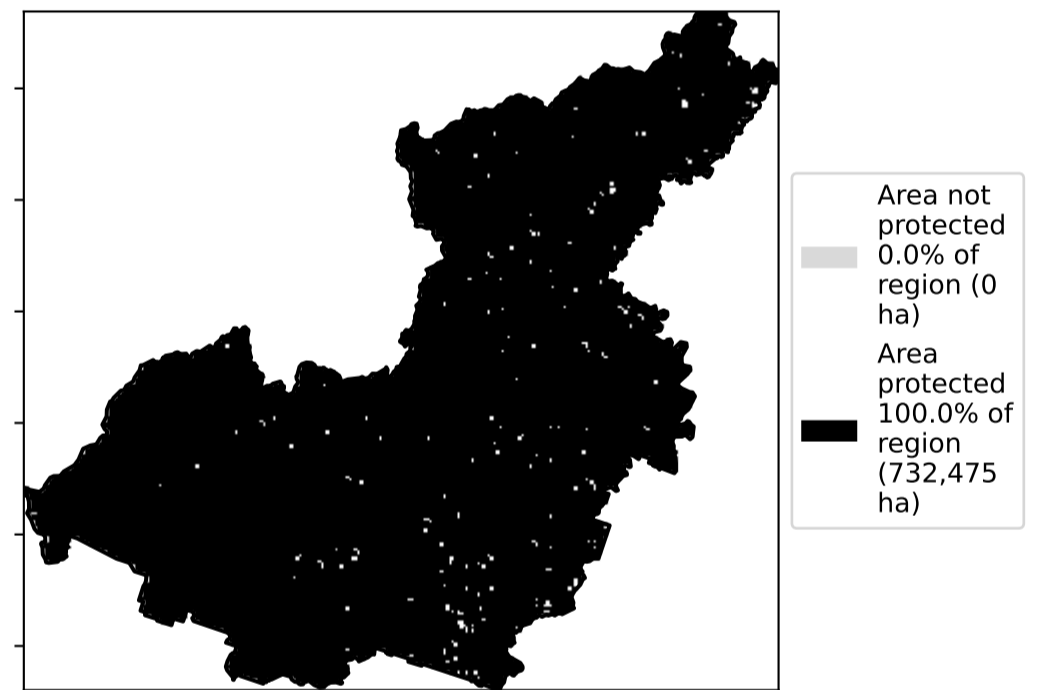 Area not
protected
0.0% of
region (0
ha)
Area
protected
100.0% of
region
(732,475
ha)